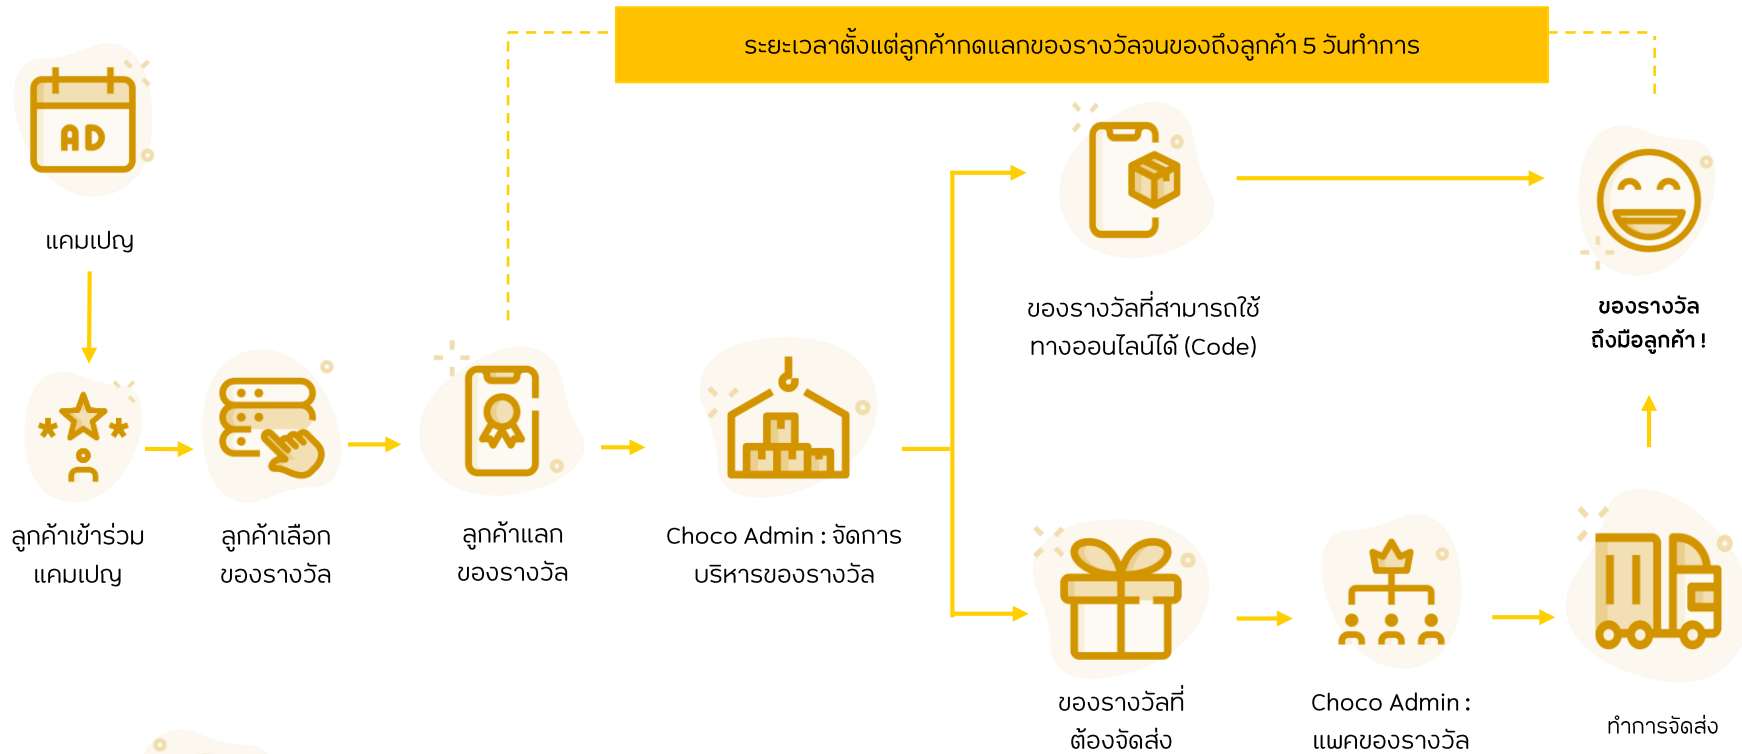 ระยะเวลาตั้งแต่ลูกค้ากดแลกของรางวัลจนของถึงลูกค้า 5 วันทำการ
AD
แคมเปญ
ลูกค้าเข้าร่วม
แคมเปญ
ลูกค้าเลือก
ของรางวัล
ลูกค้าแลก
ของรางวัล
Choco Admin : จัดการ
บริหารของรางวัล
ของรางวัลที่สามารถใช้
ทางออนไลน์ได้ (Code)
ของรางวัล
ถึงมือลูกค้า !
ของรางวัลที่
ต้องจัดส่ง
Choco Admin :
แพคของรางวัล
ทำการจัดส่ง